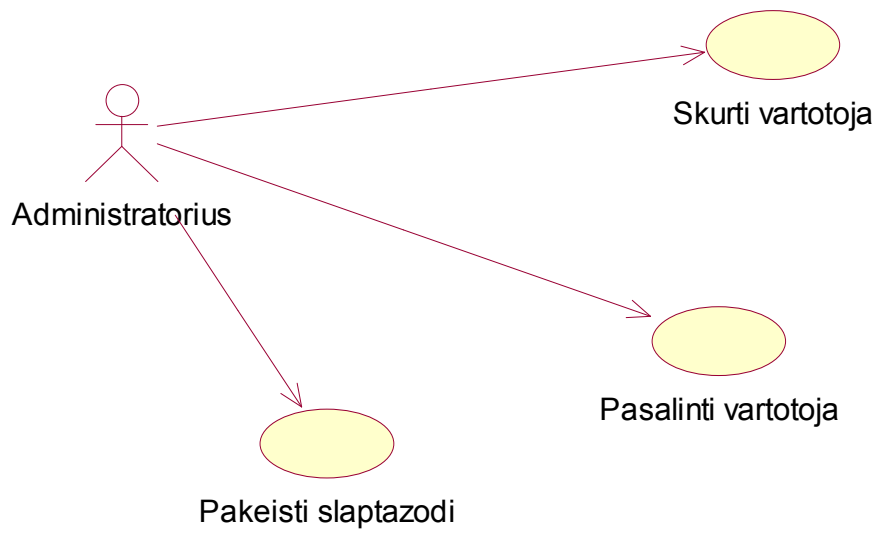 Skurti vartotoja
Administratorius
Pasalinti vartotoja
Pakeisti slaptazodi